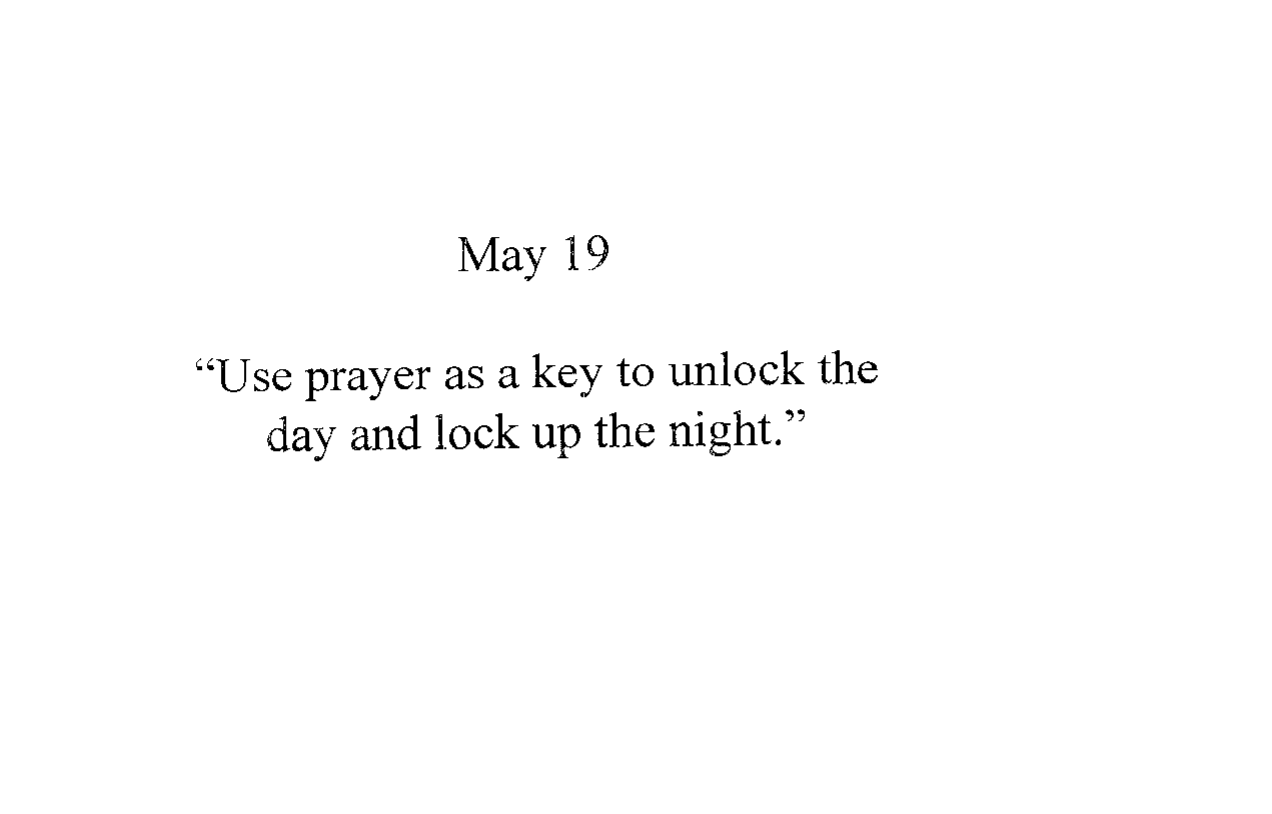 May 19
“Use prayer as a key to unlock the
day and lock up the night.”